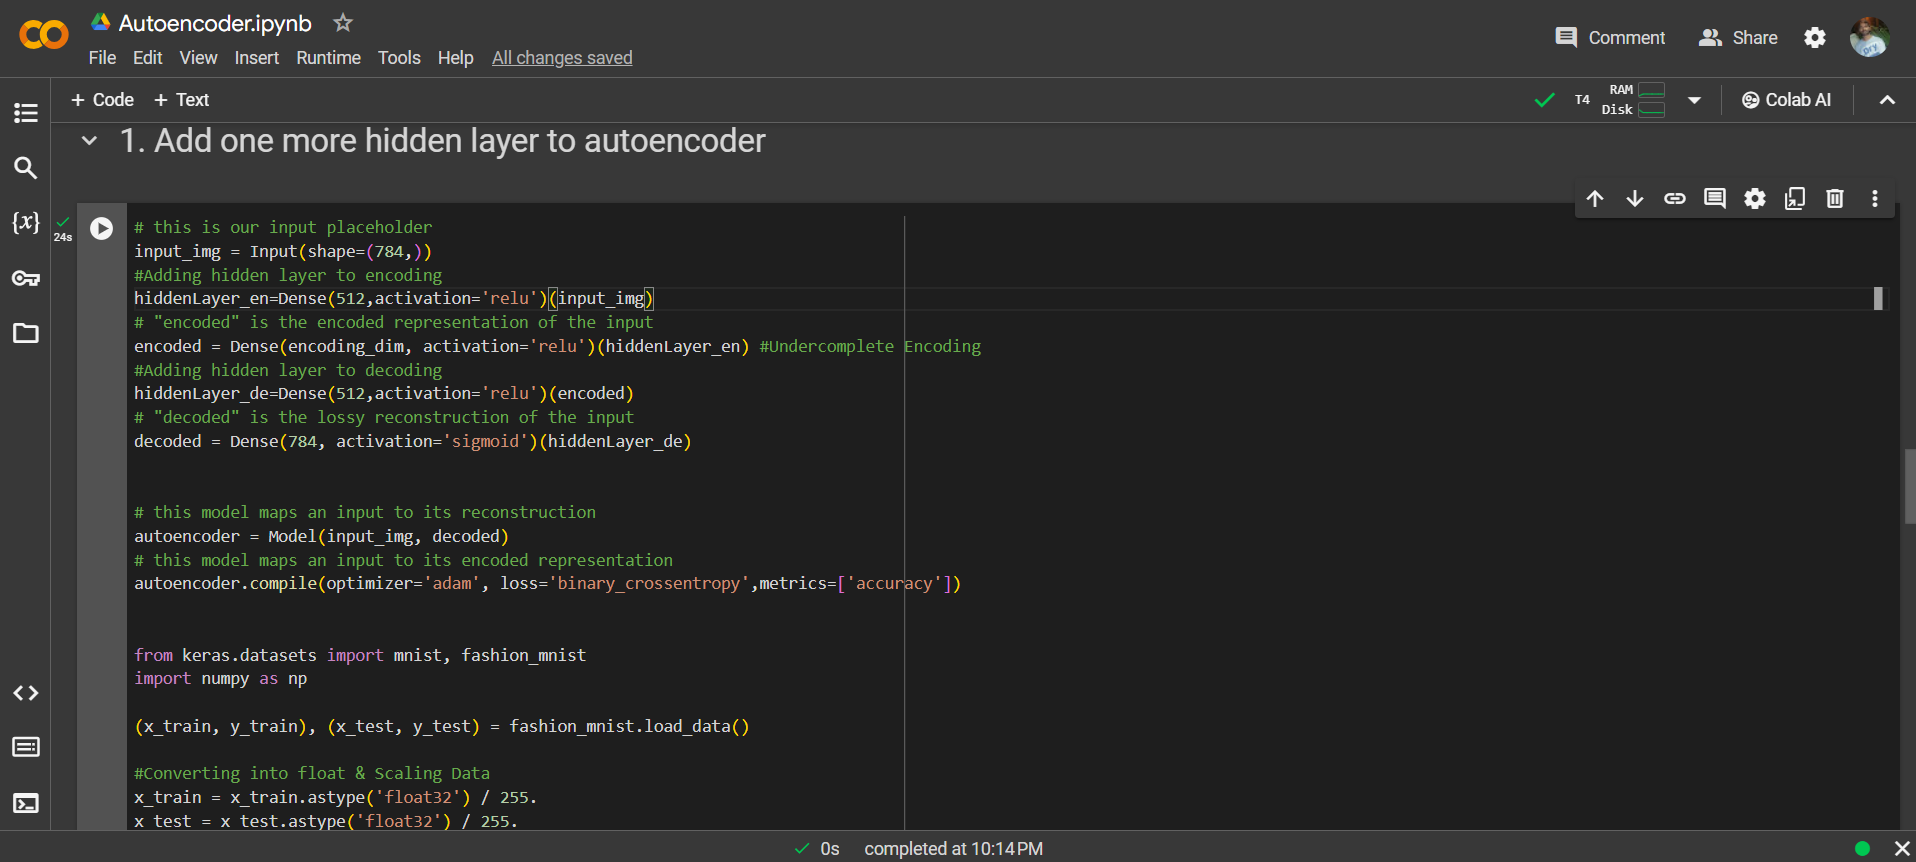 Autoencoder.ipynb
File Edit View Insert Runtime Tools Help All changes saved
Comment Share
+ Code + Text
T4 RAM Disk Colab AI
1. Add one more hidden layer to autoencoder
{x}
24s
# this is our input placeholder
input_img = Input(shape=(784,))
#Adding hidden layer to encoding
hiddenLayer_en=Dense(512,activation='relu')(input_img)
# "encoded" is the encoded representation of the input
encoded = Dense(encoding_dim, activation='relu')(hiddenLayer_en) #Undercomplete Encoding
#Adding hidden layer to decoding
hiddenLayer_de=Dense(512,activation='relu')(encoded)
# "decoded" is the lossy reconstruction of the input
decoded = Dense(784, activation='sigmoid')(hiddenLayer_de)
# this model maps an input to its reconstruction
autoencoder = Model(input_img, decoded)
# this model maps an input to its encoded representation
autoencoder.compile(optimizer='adam', loss='binary_crossentropy',metrics=['accuracy'])
from keras.datasets import mnist, fashion_mnist
import numpy as np
(x_train, y_train), (x_test, y_test) = fashion_mnist.load_data()
#Converting into float & Scaling Data
x_train = x_train.astype('float32') / 255.
x_test = x_test.astype('float32') / 255.
0s completed at 10:14 PM